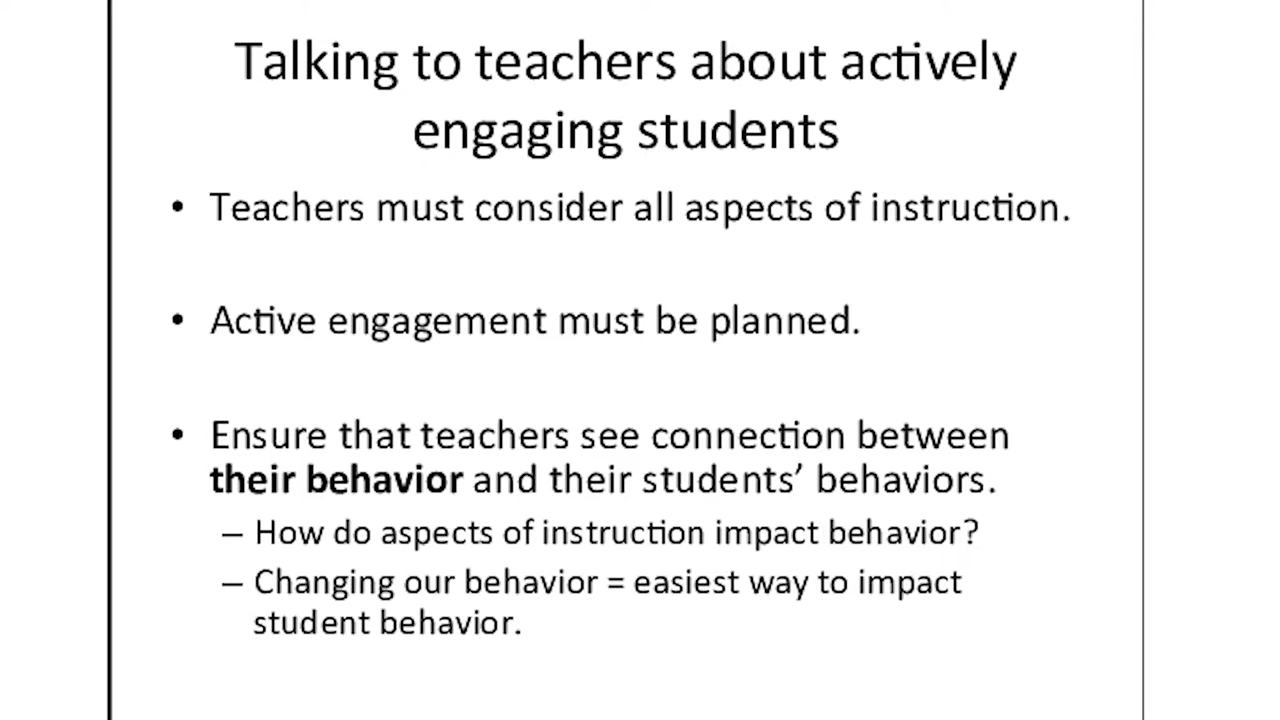 Talking to teachers about actively
engaging students
• Teachers must consider all aspects of instruction.
• Active engagement must be planned.
• Ensure that teachers see connection between
their behavior and their students’ behaviors.
– How do aspects of instruction impact behavior?
– Changing our behavior = easiest way to impact
student behavior.